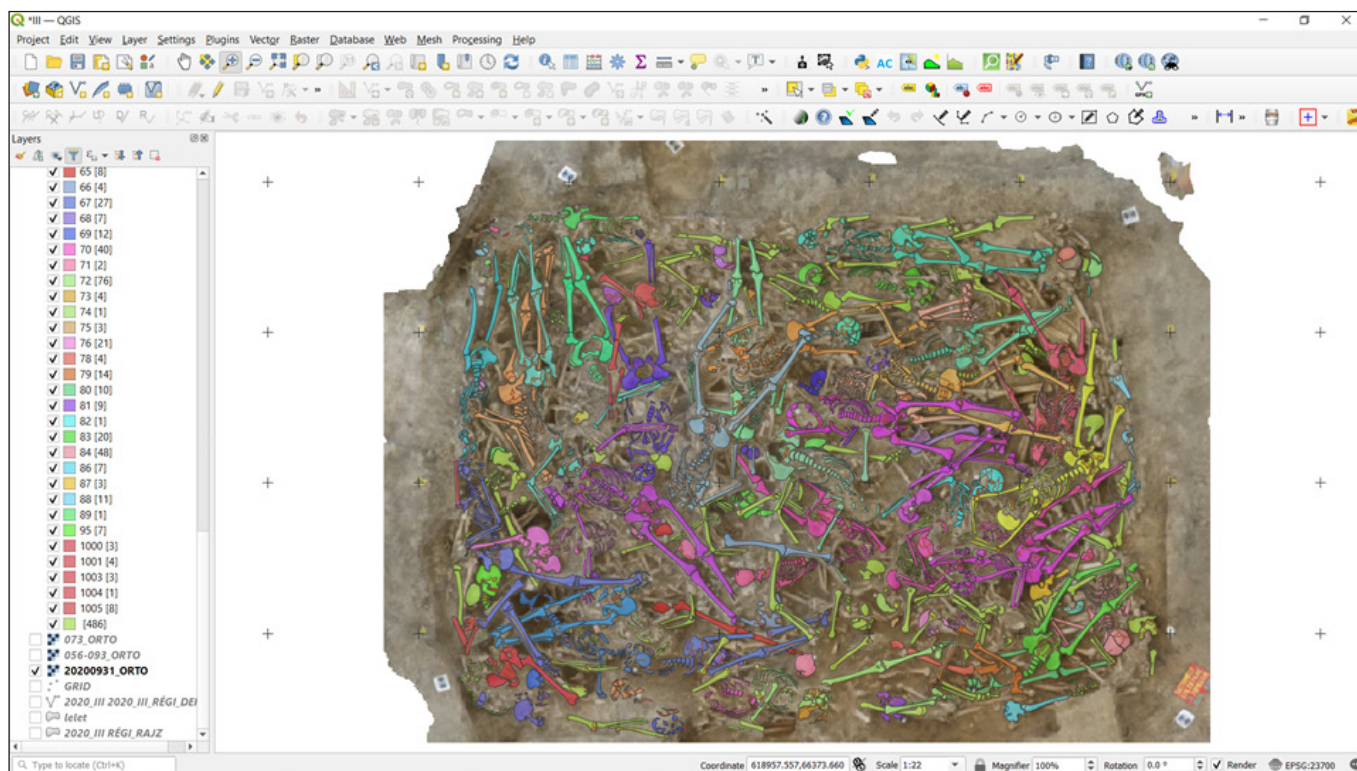 *III — QGIS
Project Edit View Layer Settings Plugins Vector Raster Database Web Mesh Processing Help
Layers
65 [8]
66 [4]
67 [27]
68 [7]
69 [12]
70 [40]
71 [2]
72 [76]
73 [4]
74 [1]
75 [3]
76 [21]
78 [4]
79 [14]
80 [10]
81 [9]
82 [1]
83 [20]
84 [48]
86 [7]
87 [3]
88 [11]
89 [1]
95 [7]
1000 [3]
1001 [4]
1003 [3]
1004 [1]
1005 [8]
[486]
073_ORTO
056-093_ORTO
20200931_ORTO
GRID
2020_III 2020_III_RÉGI_DEI
lelet
2020_III RÉGI_RAJZ
Type to locate (Ctrl+K) Coordinate 618957.557,66373.660 Scale 1:22 Magnifier 100% Rotation 0.0 ° Render EPSG:23700